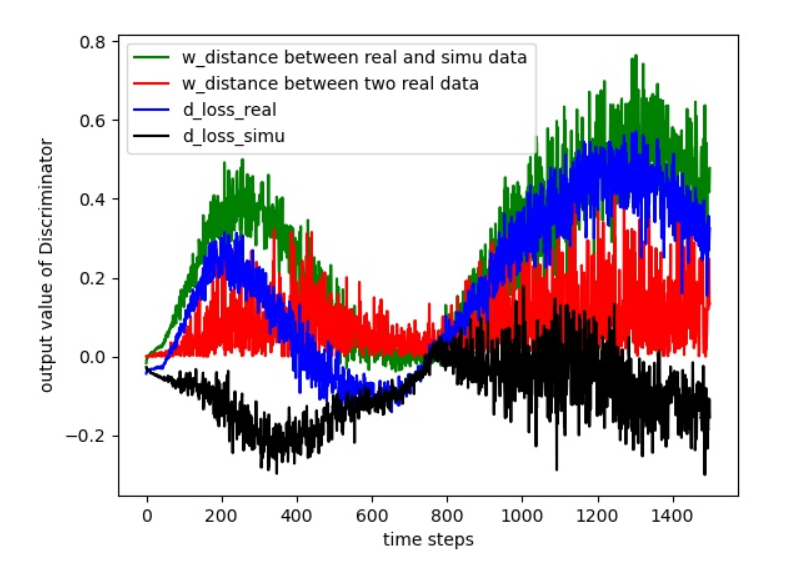 0.8
0.6
0.4
0.2
0.0
−0.2
output value of Discriminator
w_distance between real and simu data
w_distance between two real data
d_loss_real
d_loss_simu
0 200 400 600 800 1000 1200 1400
time steps